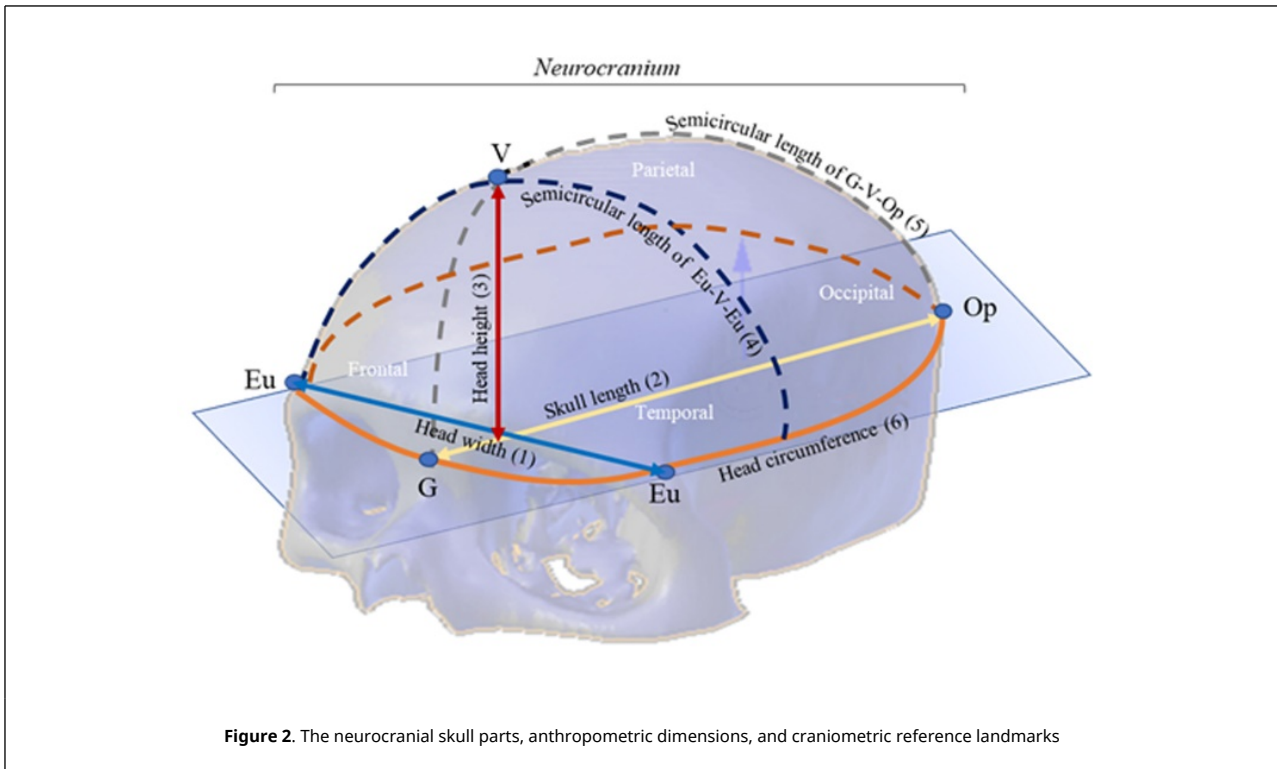 Neurocranium
Semicircular length of G-V-Op (5)
V
Parietal
Semicircular length of Eu-V-Eu (4)
Head height (3)
Occipital
Op
Eu
Frontal
Skull length (2)
Temporal
Head width (1)
Head circumference (6)
G
Eu
Figure 2. The neurocranial skull parts, anthropometric dimensions, and craniometric reference landmarks